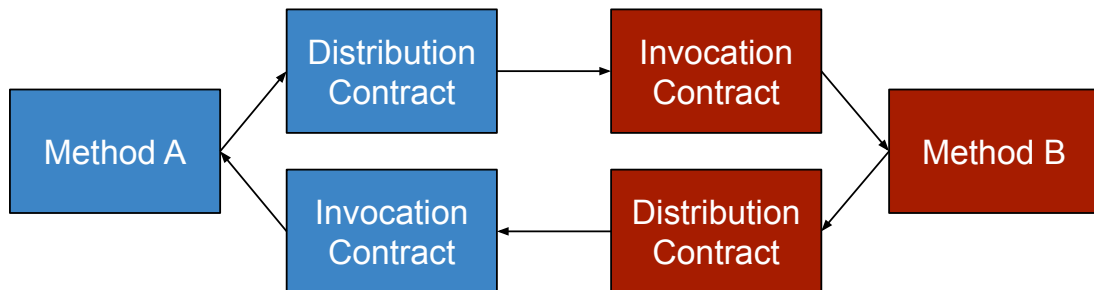 Method A
Distribution
Contract
Invocation
Contract
Method B
Invocation
Contract
Distribution
Contract